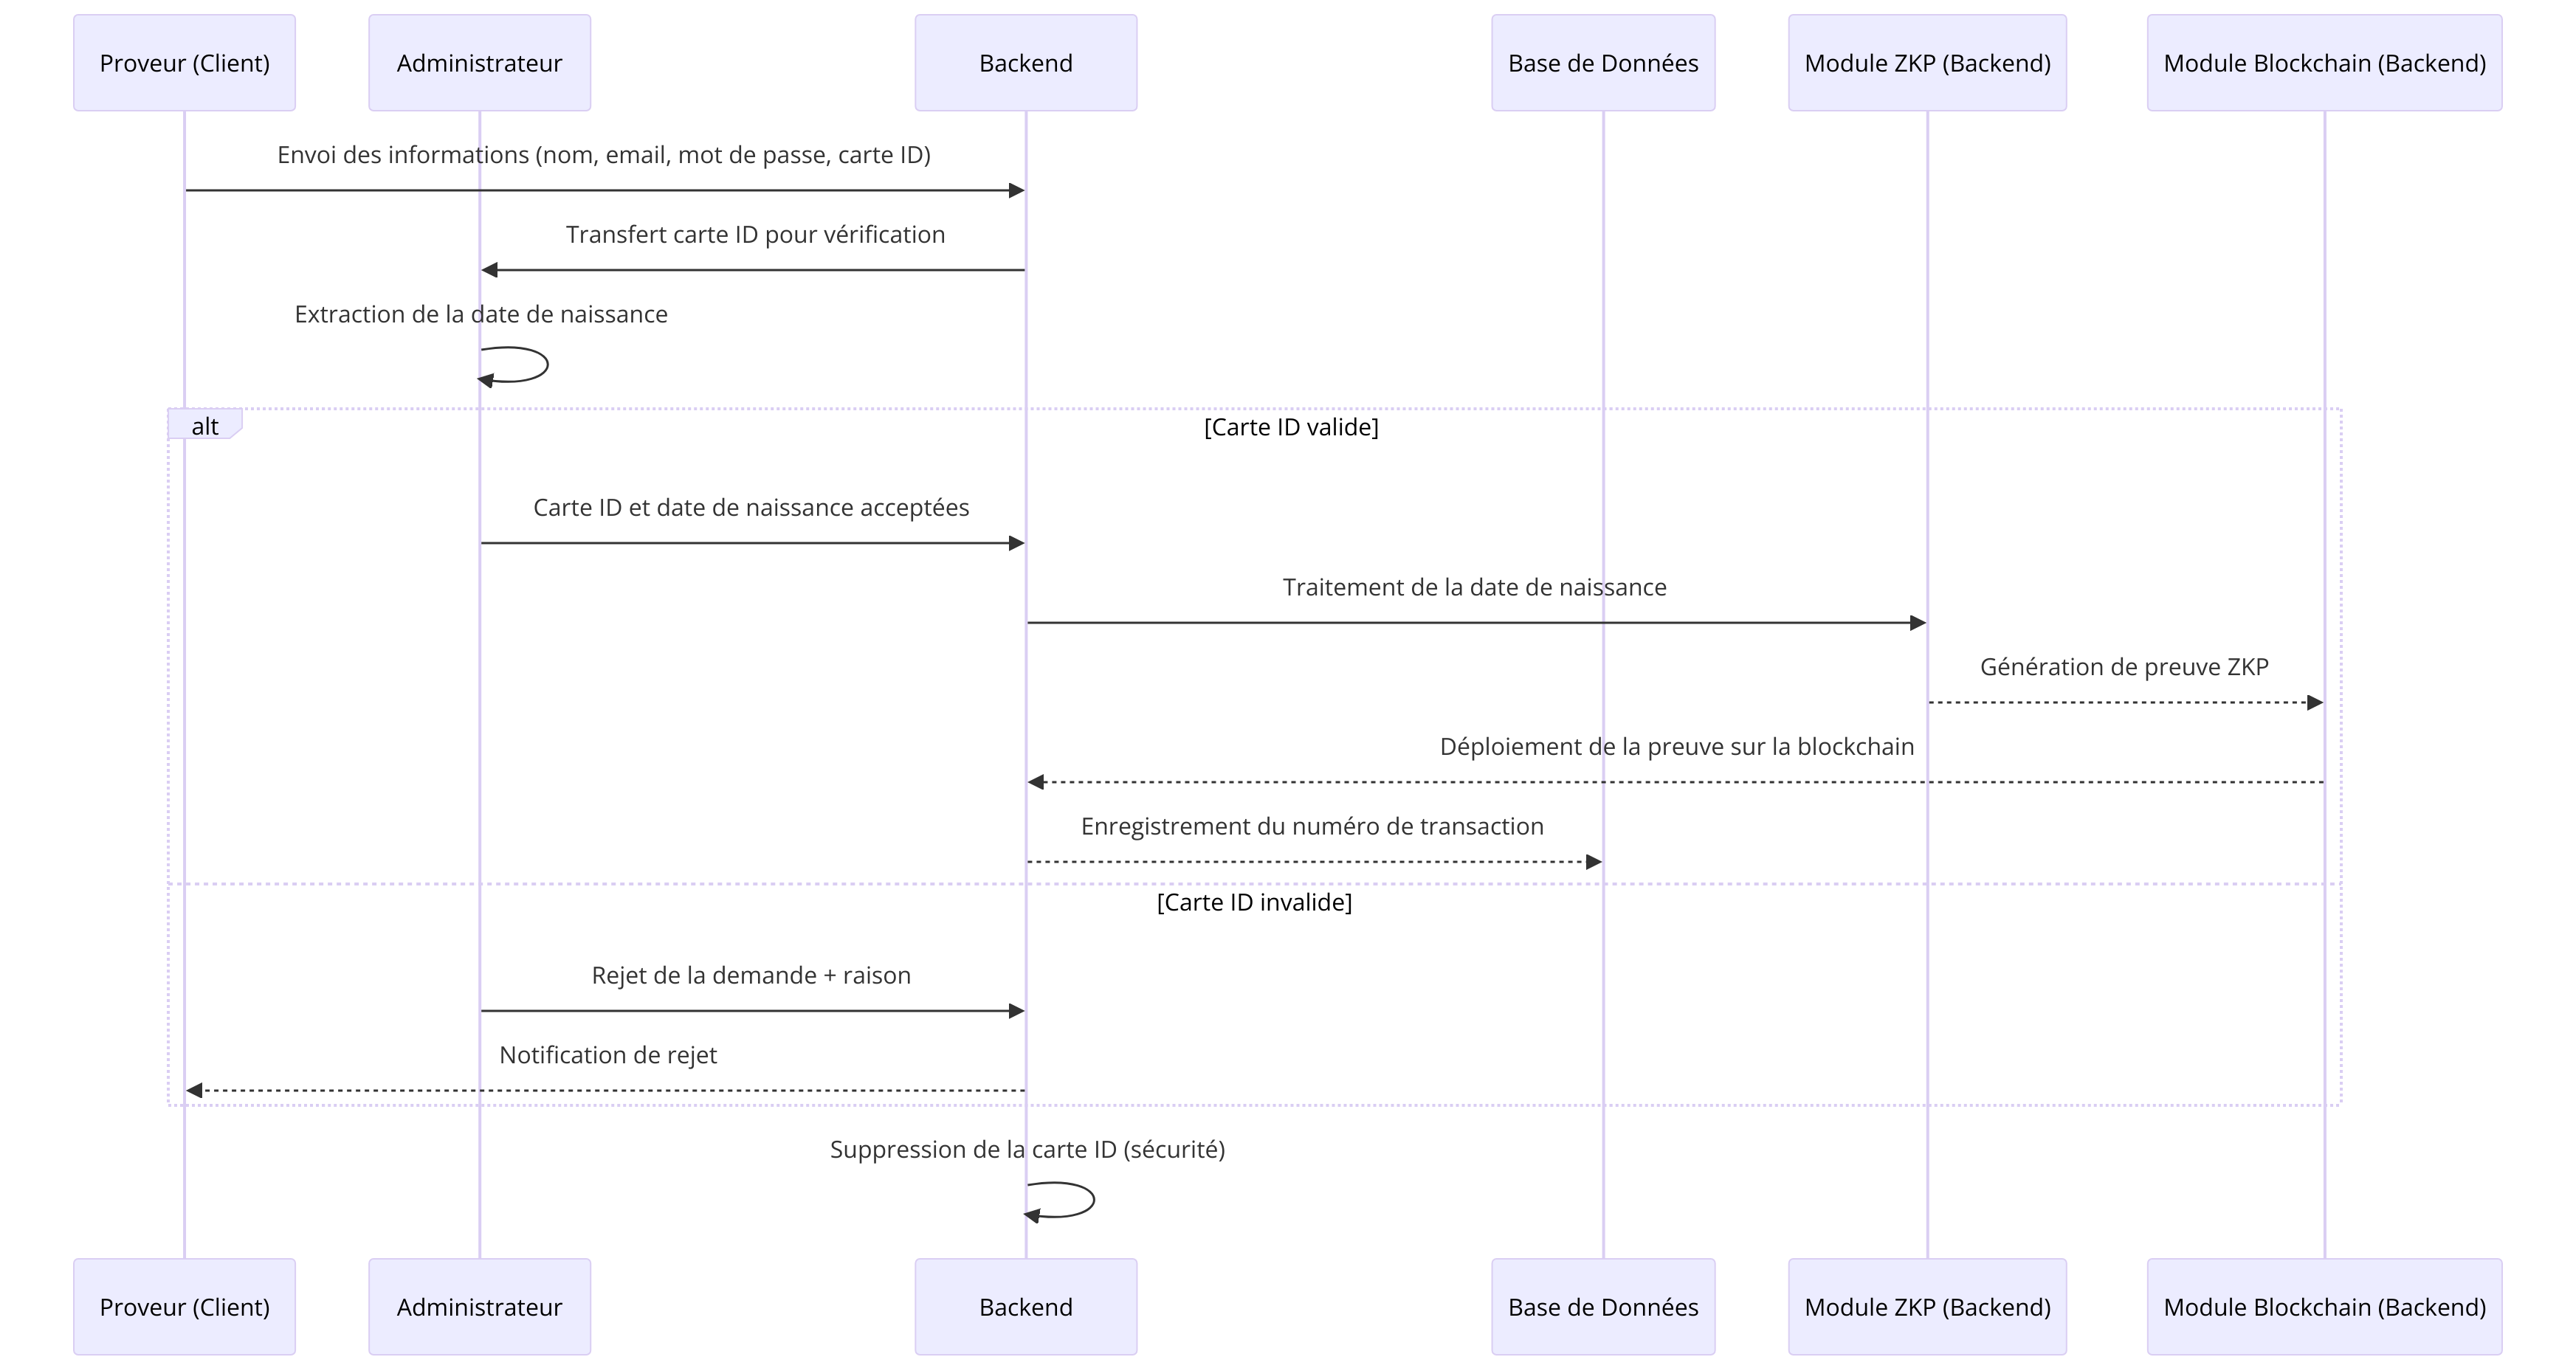 Proveur (Client)
Administrateur
Backend
Base de Données
Module ZKP (Backend)
Module Blockchain (Backend)
Envoi des informations (nom, email, mot de passe, carte ID)
Transfert carte ID pour vérification
Extraction de la date de naissance
alt
[Carte ID valide]
Carte ID et date de naissance acceptées
Traitement de la date de naissance
Génération de preuve ZKP
Déploiement de la preuve sur la blockchain
Enregistrement du numéro de transaction
[Carte ID invalide]
Rejet de la demande + raison
Notification de rejet
Suppression de la carte ID (sécurité)
Proveur (Client)
Administrateur
Backend
Base de Données
Module ZKP (Backend)
Module Blockchain (Backend)